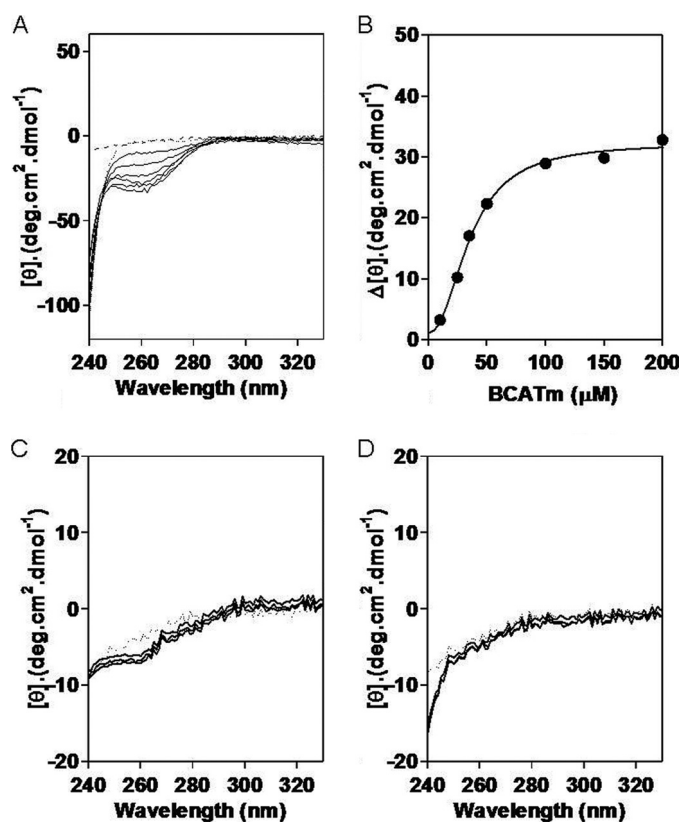 A
60
0
-50
-100
[θ].(deg.cm².dmol⁻¹)
240 260 280 300 320
Wavelength (nm)
B
50
40
30
20
10
0
Δ[θ].(deg.cm².dmol⁻¹)
0 50 100 150 200
BCATm (μM)
C
20
10
0
-10
-20
[θ].(deg.cm².dmol⁻¹)
240 260 280 300 320
Wavelength (nm)
D
20
10
0
-10
-20
[θ].(deg.cm².dmol⁻¹)
240 260 280 300 320
Wavelength (nm)